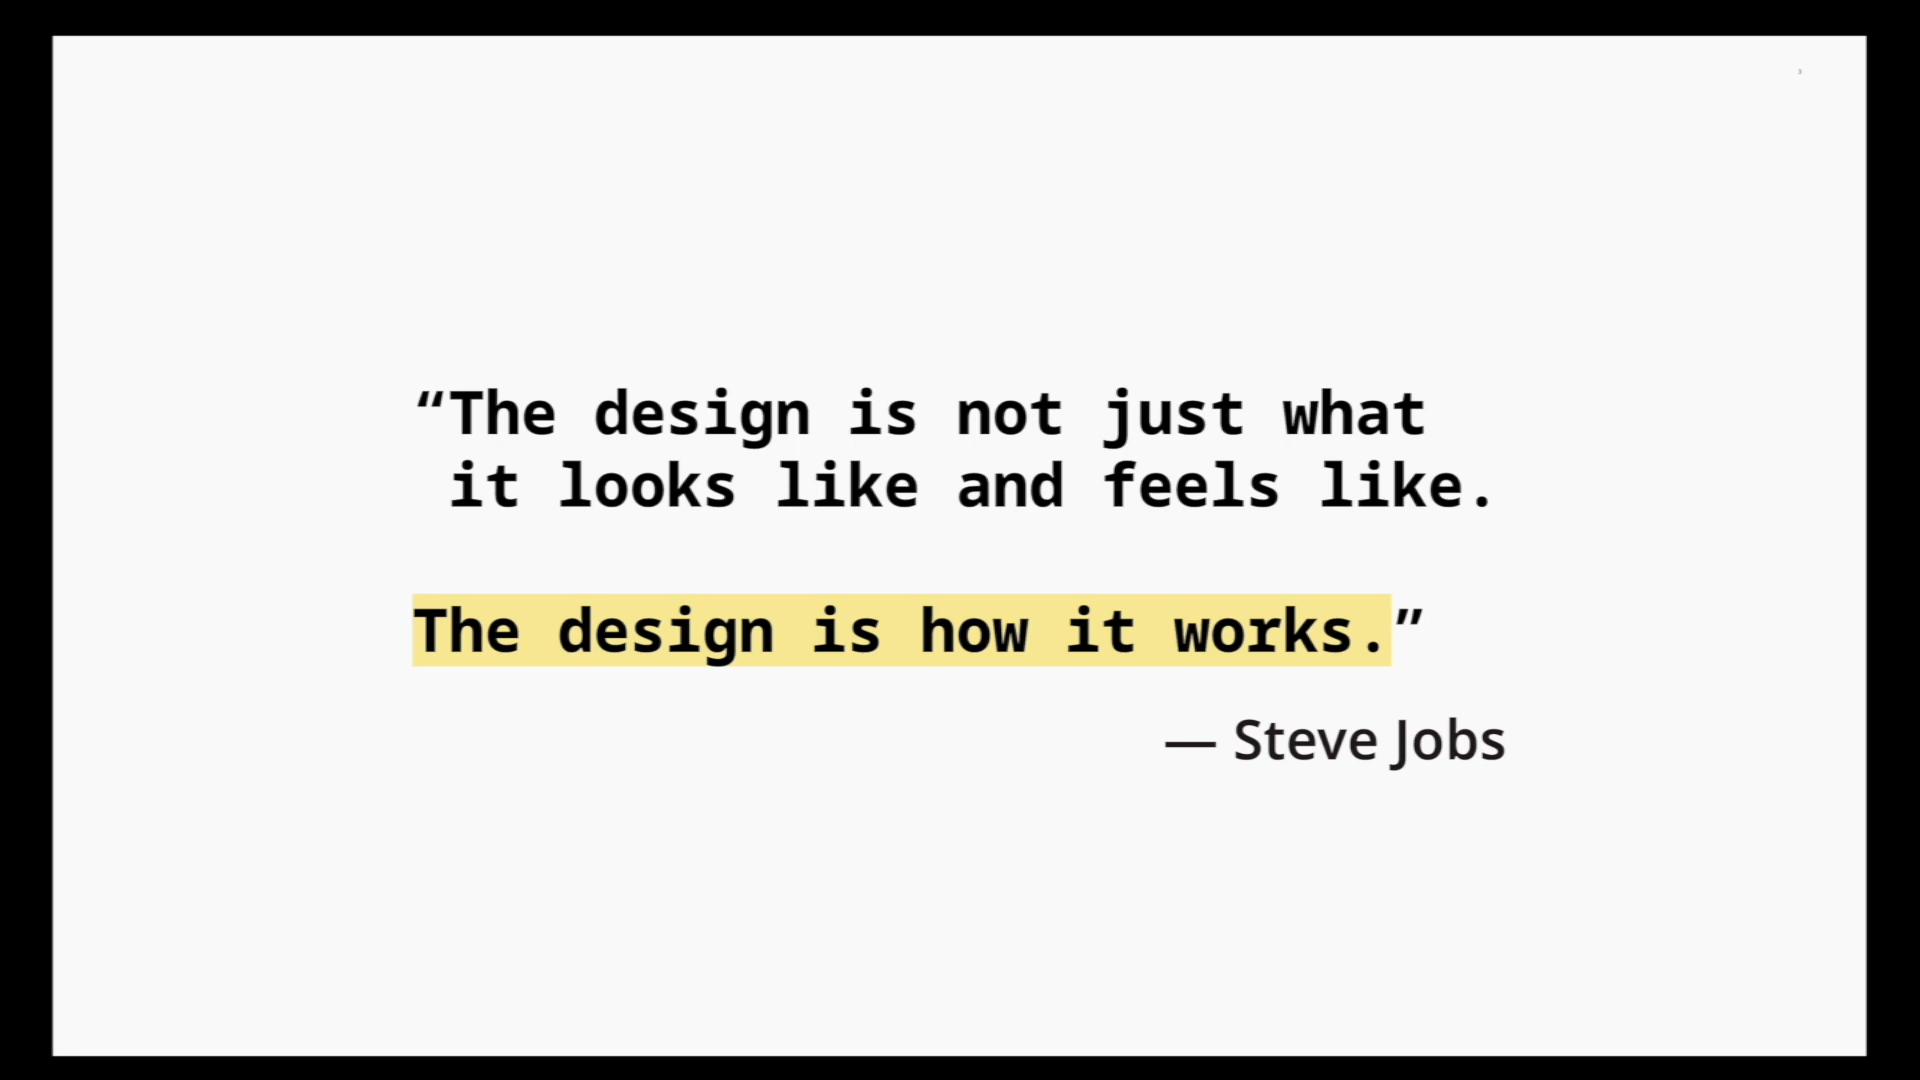 “The design is not just what
it looks like and feels like.
The design is how it works.”
— Steve Jobs